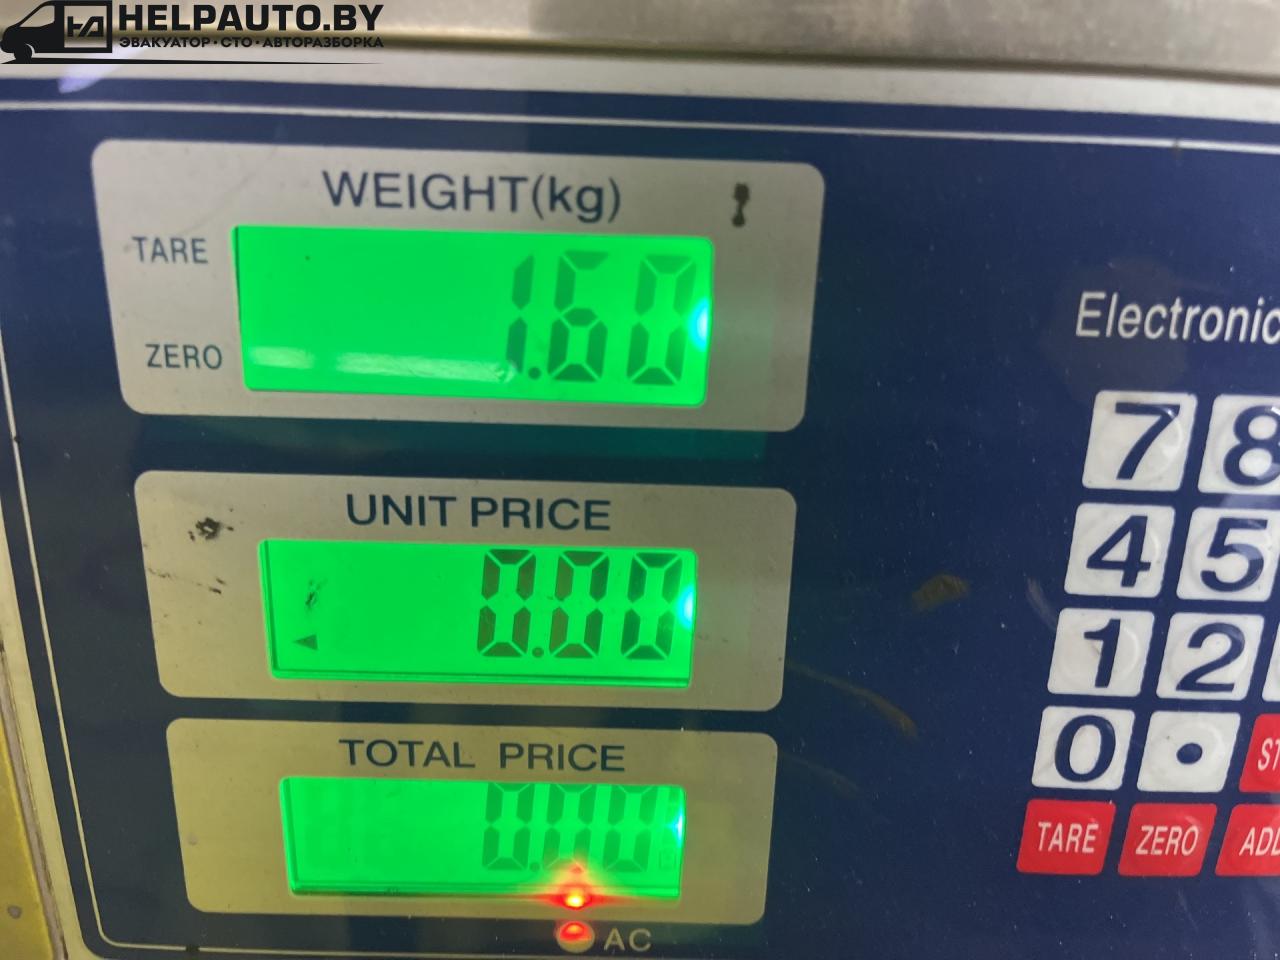 HELPAUTO.BY
ЭВАКУАТОР • СТО • АВТОРАЗБОРКА
WEIGHT(kg)
TARE
ZERO
1.60
UNIT PRICE
0.00
TOTAL PRICE
0.00
AC
Electronic
7 8
4 5
1 2
0 •
TARE ZERO